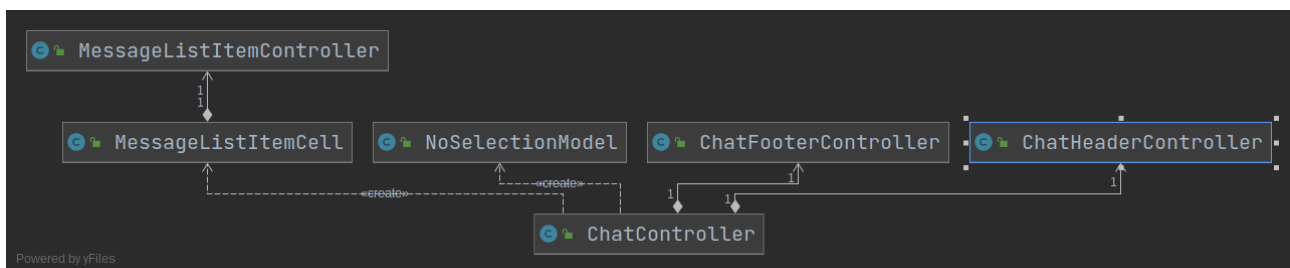 MessageListItemController
1
1
MessageListItemCell
NoSelectionModel
ChatFooterController
ChatHeaderController
«create»
«create»
1
1
1
1
ChatController
Powered by yFiles